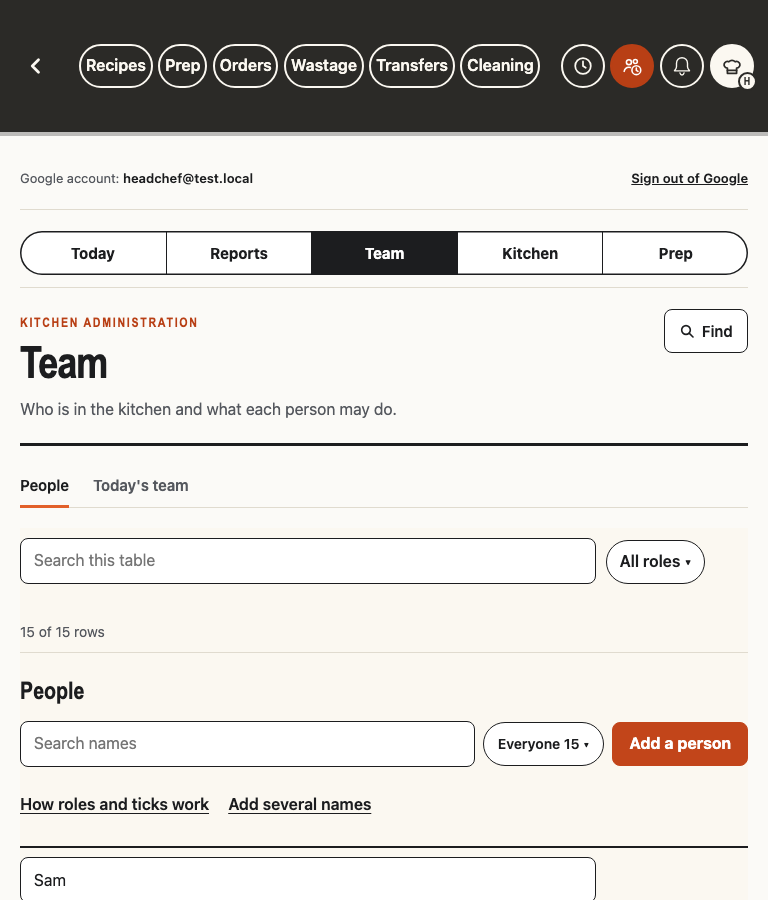 Recipes Prep Orders Wastage Transfers Cleaning
H
Google account: headchef@test.local Sign out of Google
Today Reports Team Kitchen Prep
KITCHEN ADMINISTRATION
Find
Team
Who is in the kitchen and what each person may do.
People Today's team
Search this table All roles ▾
15 of 15 rows
People
Search names Everyone 15 ▾ Add a person
How roles and ticks work Add several names
Sam